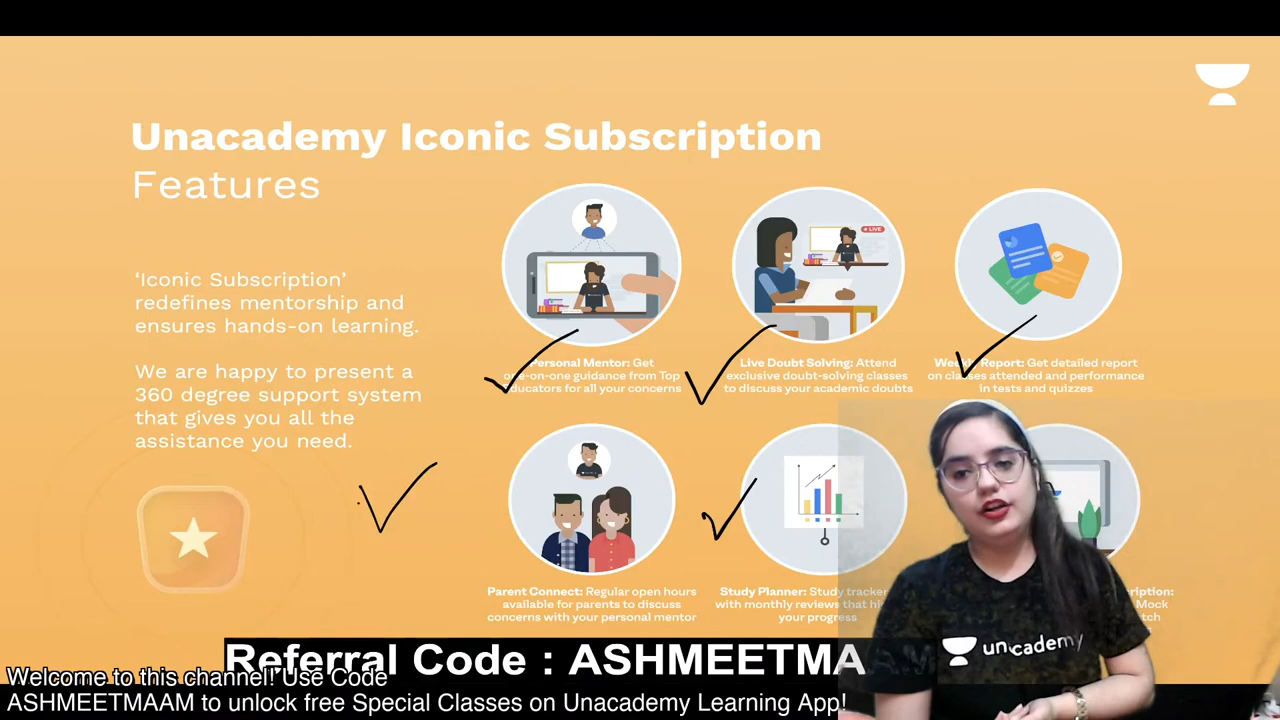 Unacademy Iconic Subscription
Features
‘Iconic Subscription’
redefines mentorship and
ensures hands-on learning.
We are happy to present a
360 degree support system
that gives you all the
assistance you need.
LIVE
Personal Mentor: Get
one-on-one guidance from Top
Educators for all your concerns
Live Doubt Solving: Attend
exclusive doubt-solving classes
to discuss your academic doubts
Weekly Report: Get detailed report
on classes attended and performance
in tests and quizzes
Parent Connect: Regular open hours
available for parents to discuss
concerns with your personal mentor
Study Planner: Study tracker
with monthly reviews that
your progress
Mock
unacademy
Referral Code : ASHMEETMAAM
Welcome to this channel! Use Code
ASHMEETMAAM to unlock free Special Classes on Unacademy Learning App!